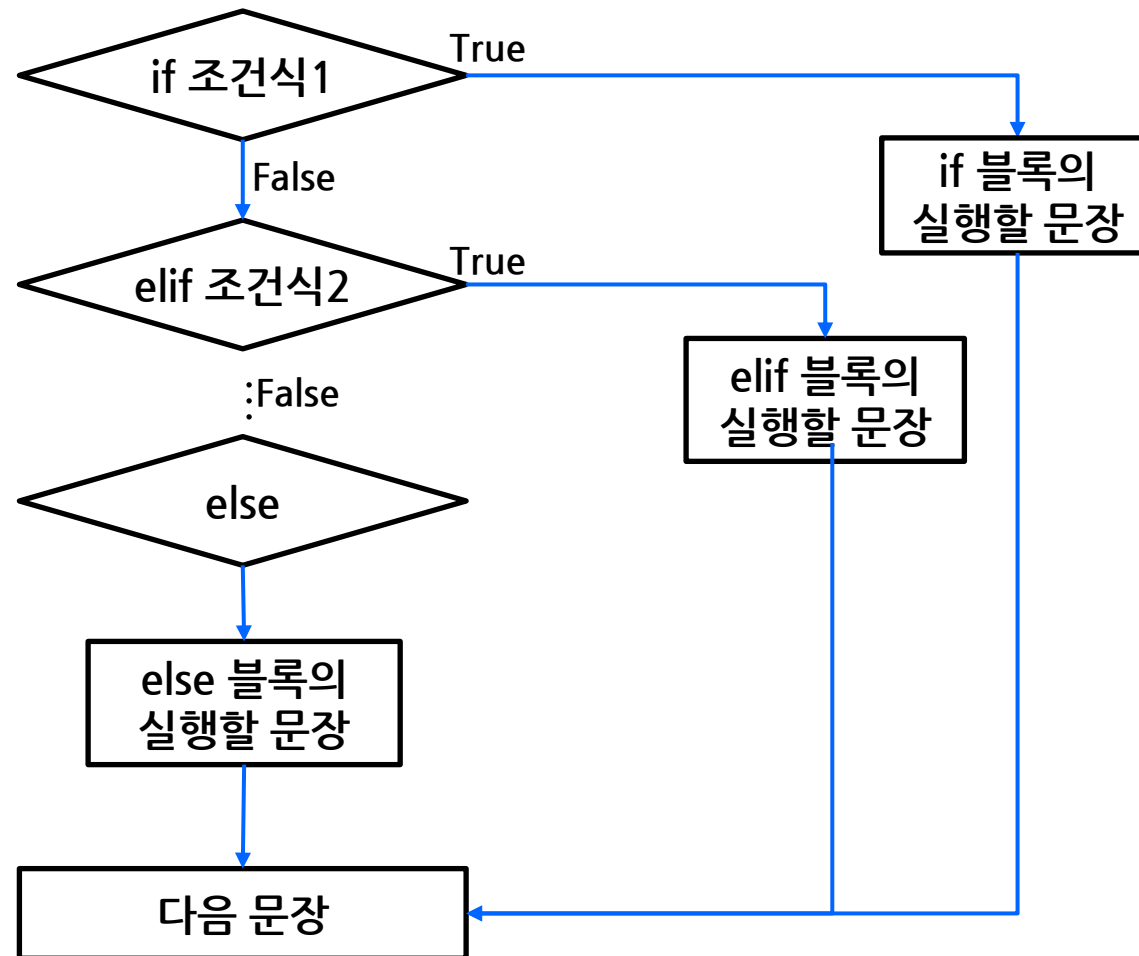 True
if 조건식1
False
if 블록의
실행할 문장
True
elif 조건식2
:False
elif 블록의
실행할 문장
else
else 블록의
실행할 문장
다음 문장